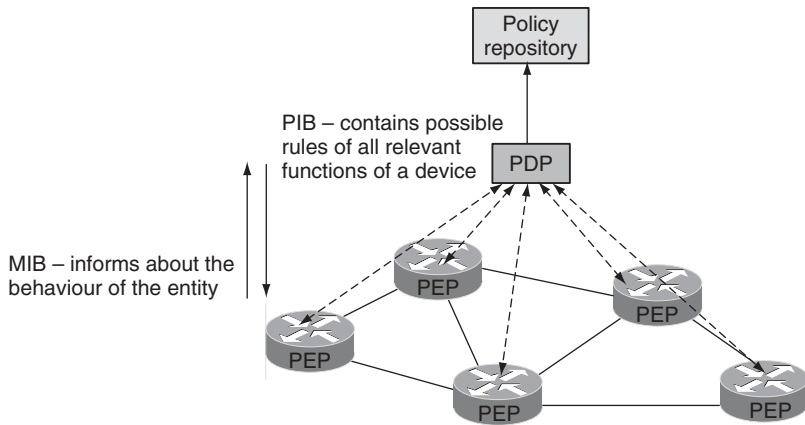 Policy
repository
PIB – contains possible
rules of all relevant
functions of a device
PDP
MIB – informs about the
behaviour of the entity
PEP
PEP
PEP
PEP
PEP